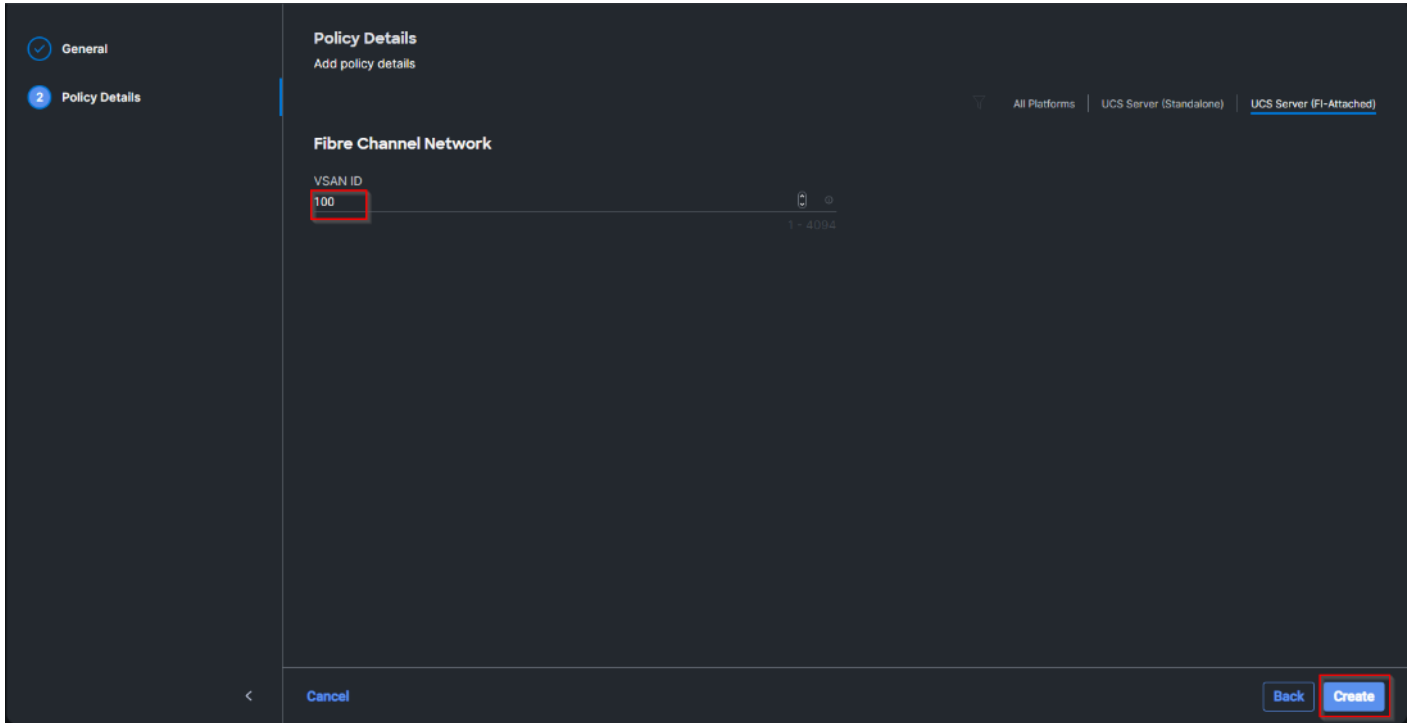 General
2 Policy Details
Policy Details
Add policy details
All Platforms UCS Server (Standalone) UCS Server (FI-Attached)
Fibre Channel Network
VSAN ID
100
1 - 4094
Cancel
Back Create